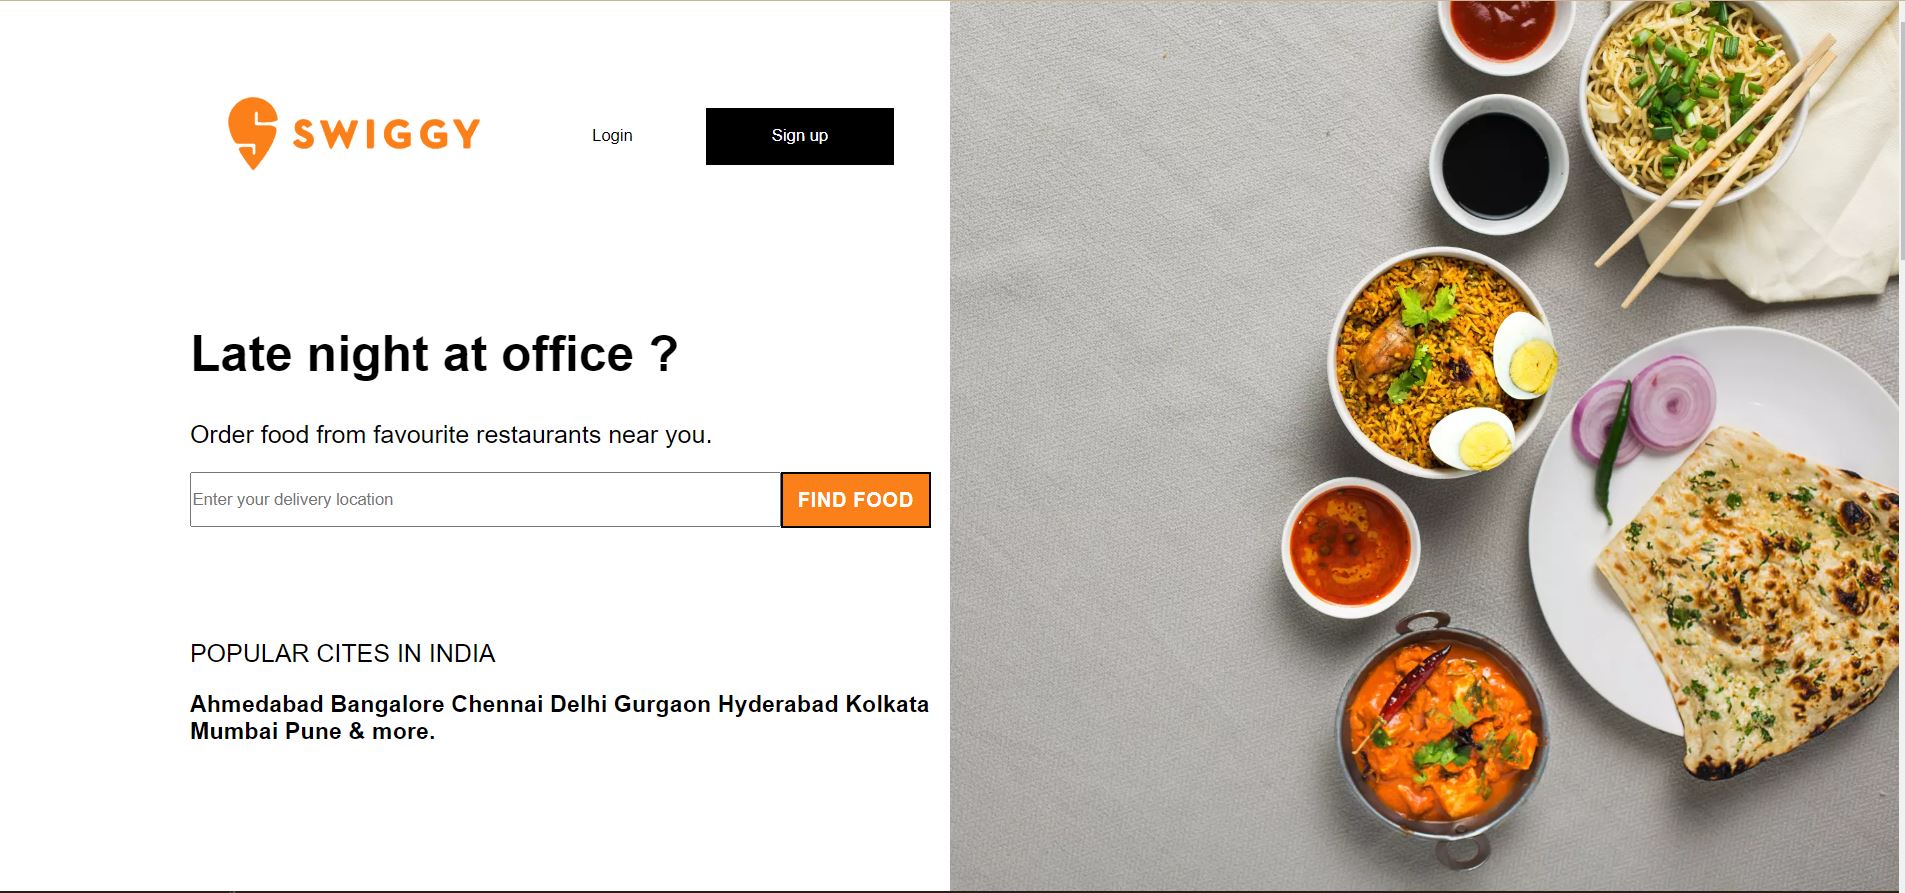 SWIGGY
Login
Sign up
Late night at office ?
Order food from favourite restaurants near you.
Enter your delivery location
FIND FOOD
POPULAR CITES IN INDIA
Ahmedabad Bangalore Chennai Delhi Gurgaon Hyderabad Kolkata
Mumbai Pune & more.